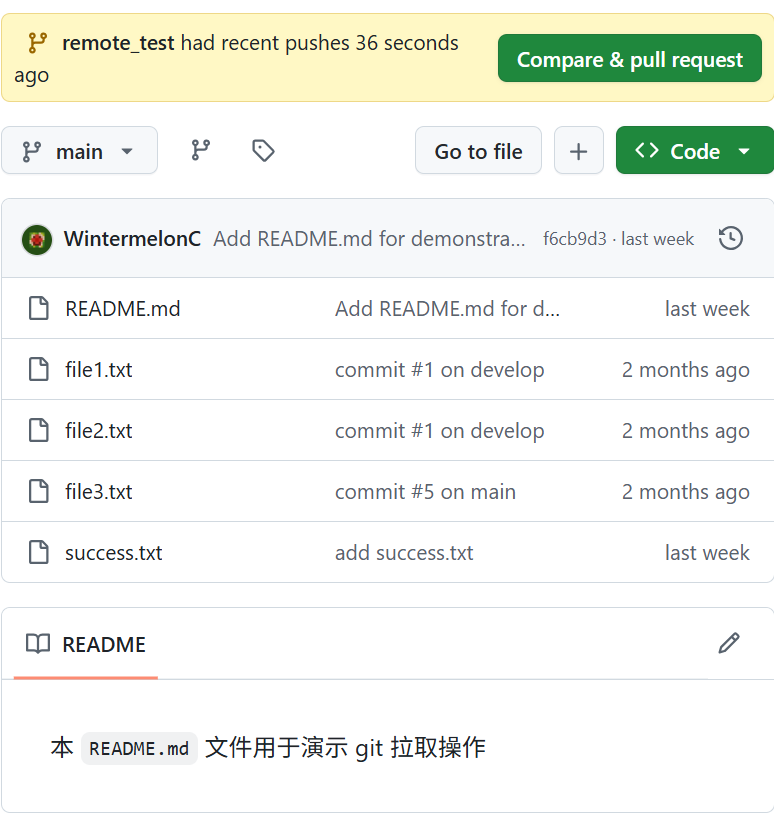 remote_test had recent pushes 36 seconds
ago
Compare & pull request
main
Go to file
Code
WintermelonC Add README.md for demonstra... f6cb9d3 · last week
README.md Add README.md for d... last week
file1.txt commit #1 on develop 2 months ago
file2.txt commit #1 on develop 2 months ago
file3.txt commit #5 on main 2 months ago
success.txt add success.txt last week
README
本 README.md 文件用于演示 git 拉取操作